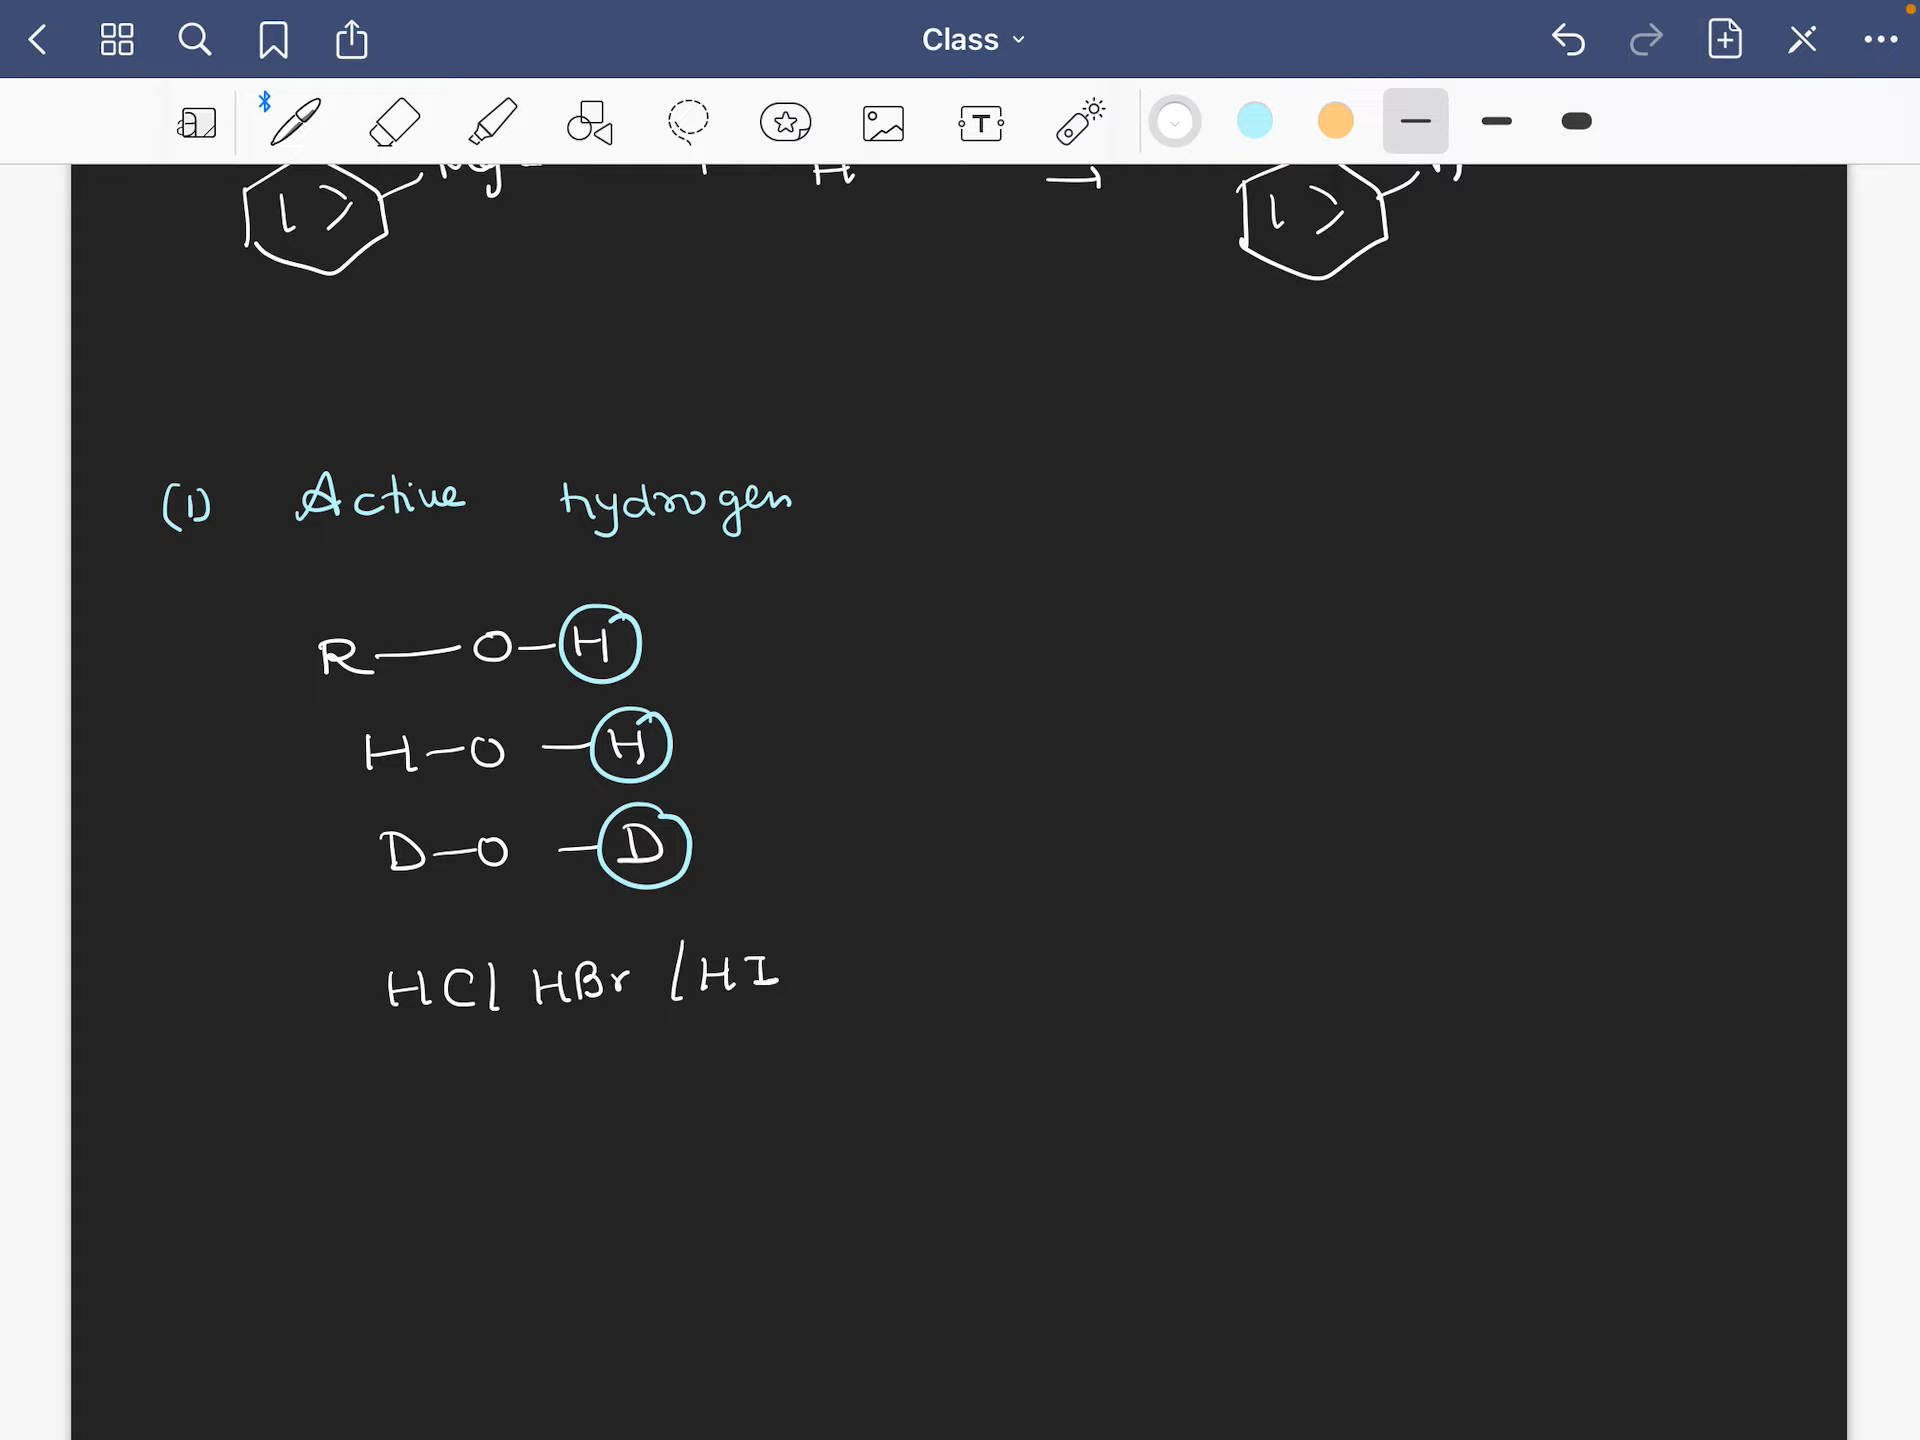 Class
T
H →
(1) Active hydrogen
R—O—H
H—O—H
D—O—D
HCl HBr / HI